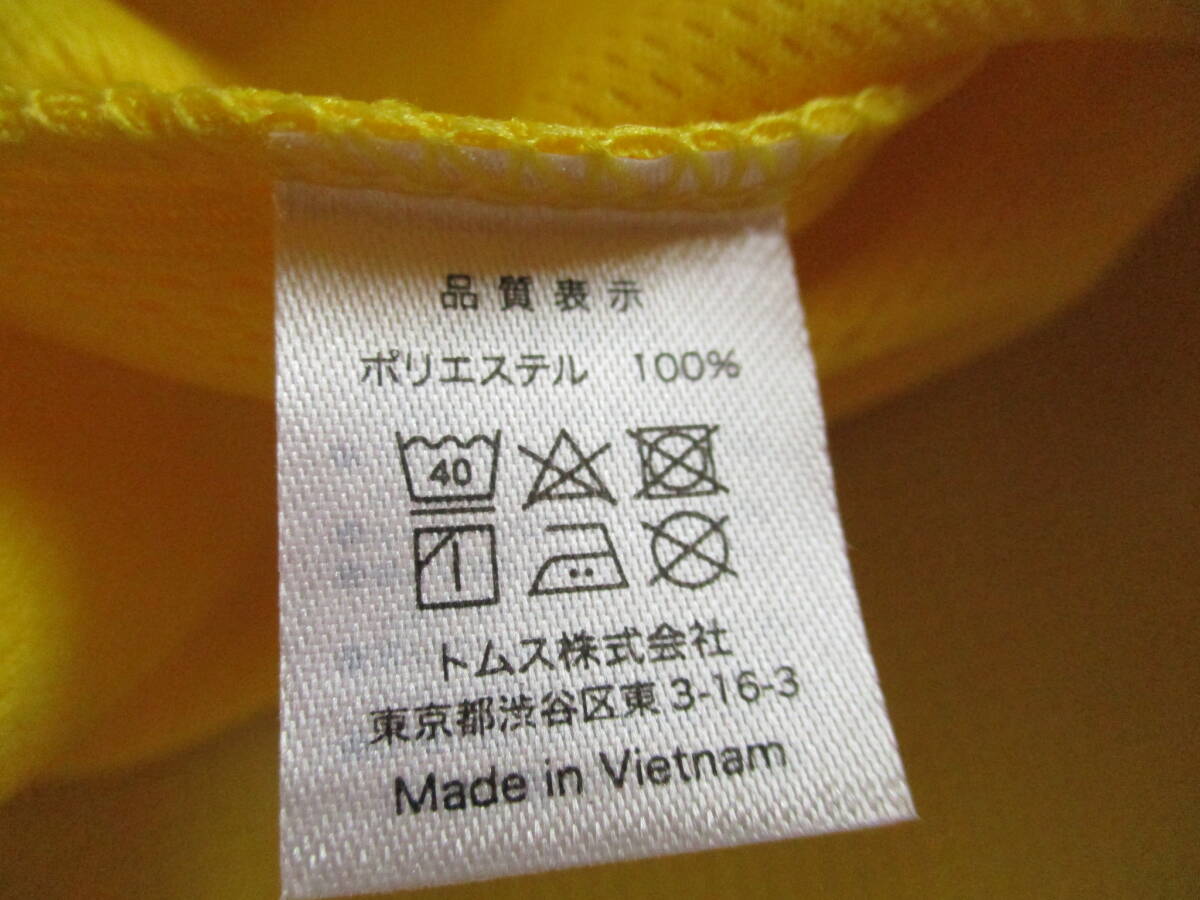 品質表示
ポリエステル 100%
40
トムス株式会社
東京都渋谷区東3-16-3
Made in Vietnam